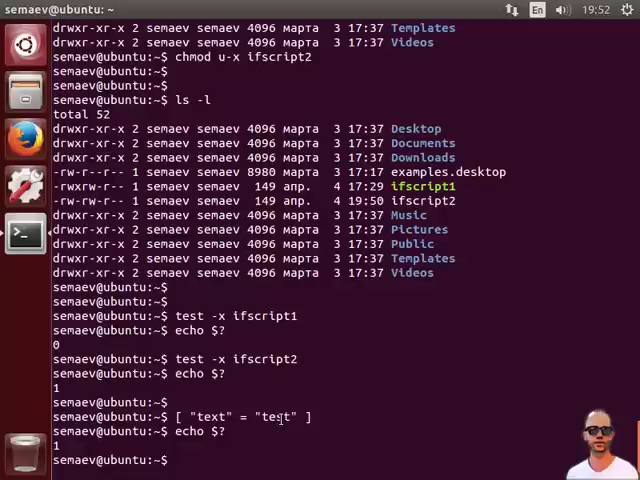 semaev@ubuntu: ~
En
19:52
drwxr-xr-x 2 semaev semaev 4096 марта  3 17:37 Templates
drwxr-xr-x 2 semaev semaev 4096 марта  3 17:37 Videos
semaev@ubuntu:~$ chmod u-x ifscript2
semaev@ubuntu:~$
semaev@ubuntu:~$
semaev@ubuntu:~$ ls -l
total 52
drwxr-xr-x 2 semaev semaev 4096 марта  3 17:37 Desktop
drwxr-xr-x 2 semaev semaev 4096 марта  3 17:37 Documents
drwxr-xr-x 2 semaev semaev 4096 марта  3 17:37 Downloads
-rw-r--r-- 1 semaev semaev 8980 марта  3 17:17 examples.desktop
-rwxrw-r-- 1 semaev semaev  149 апр.   4 17:29 ifscript1
-rw-rw-r-- 1 semaev semaev  149 апр.   4 19:50 ifscript2
drwxr-xr-x 2 semaev semaev 4096 марта  3 17:37 Music
drwxr-xr-x 2 semaev semaev 4096 марта  3 17:37 Pictures
drwxr-xr-x 2 semaev semaev 4096 марта  3 17:37 Public
drwxr-xr-x 2 semaev semaev 4096 марта  3 17:37 Templates
drwxr-xr-x 2 semaev semaev 4096 марта  3 17:37 Videos
semaev@ubuntu:~$
semaev@ubuntu:~$
semaev@ubuntu:~$ test -x ifscript1
semaev@ubuntu:~$ echo $?
0
semaev@ubuntu:~$ test -x ifscript2
semaev@ubuntu:~$ echo $?
1
semaev@ubuntu:~$
semaev@ubuntu:~$ [ "text" = "test" ]
semaev@ubuntu:~$ echo $?
1
semaev@ubuntu:~$